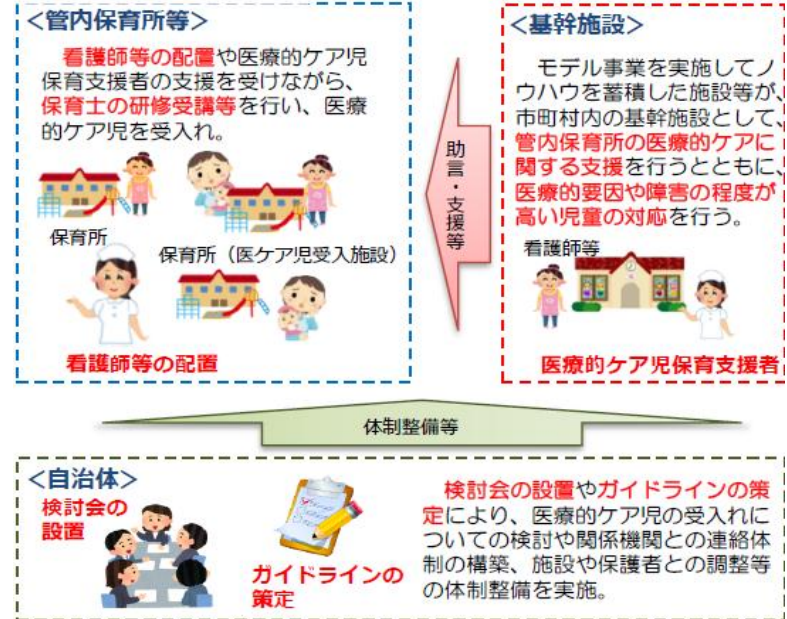 <管内保育所等>
看護師等の配置や医療的ケア児
保育支援者の支援を受けながら、
保育士の研修受講等を行い、医療
的ケア児を受入れ。
保育所
保育所（医ケア児受入施設）
看護師等の配置
助言・支援等
<基幹施設>
モデル事業を実施してノ
ウハウを蓄積した施設等が、
市町村内の基幹施設として、
管内保育所の医療的ケアに
関する支援を行うとともに、
医療的要因や障害の程度が
高い児童の対応を行う。
看護師等
医療的ケア児保育支援者
体制整備等
<自治体>
検討会の
設置
ガイドラインの
策定
検討会の設置やガイドラインの策
定により、医療的ケア児の受入れに
ついての検討や関係機関との連絡体
制の構築、施設や保護者との調整等
の体制整備を実施。